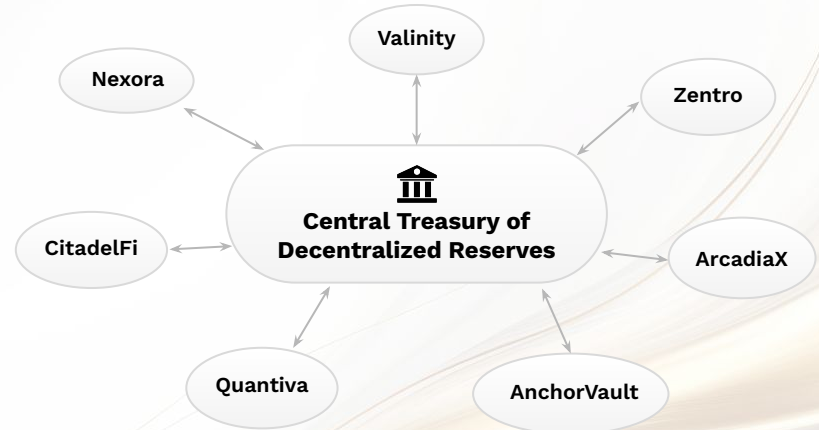 Valinity
Nexora
Zentro
Central Treasury of
Decentralized Reserves
CitadelFi
ArcadiaX
Quantiva
AnchorVault